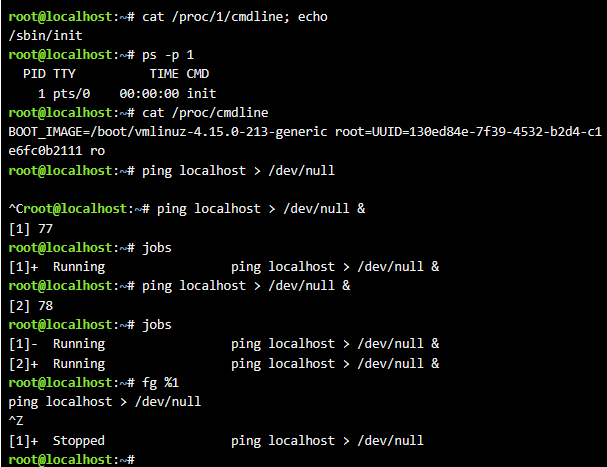 root@localhost:~# cat /proc/1/cmdline; echo
/sbin/init
root@localhost:~# ps -p 1
  PID TTY          TIME CMD
    1 pts/0    00:00:00 init
root@localhost:~# cat /proc/cmdline
BOOT_IMAGE=/boot/vmlinuz-4.15.0-213-generic root=UUID=130ed84e-7f39-4532-b2d4-c1
e6fc0b2111 ro
root@localhost:~# ping localhost > /dev/null

^Croot@localhost:~# ping localhost > /dev/null &
[1] 77
root@localhost:~# jobs
[1]+  Running                 ping localhost > /dev/null &
root@localhost:~# ping localhost > /dev/null &
[2] 78
root@localhost:~# jobs
[1]-  Running                 ping localhost > /dev/null &
[2]+  Running                 ping localhost > /dev/null &
root@localhost:~# fg %1
ping localhost > /dev/null
^Z
[1]+  Stopped                 ping localhost > /dev/null
root@localhost:~#